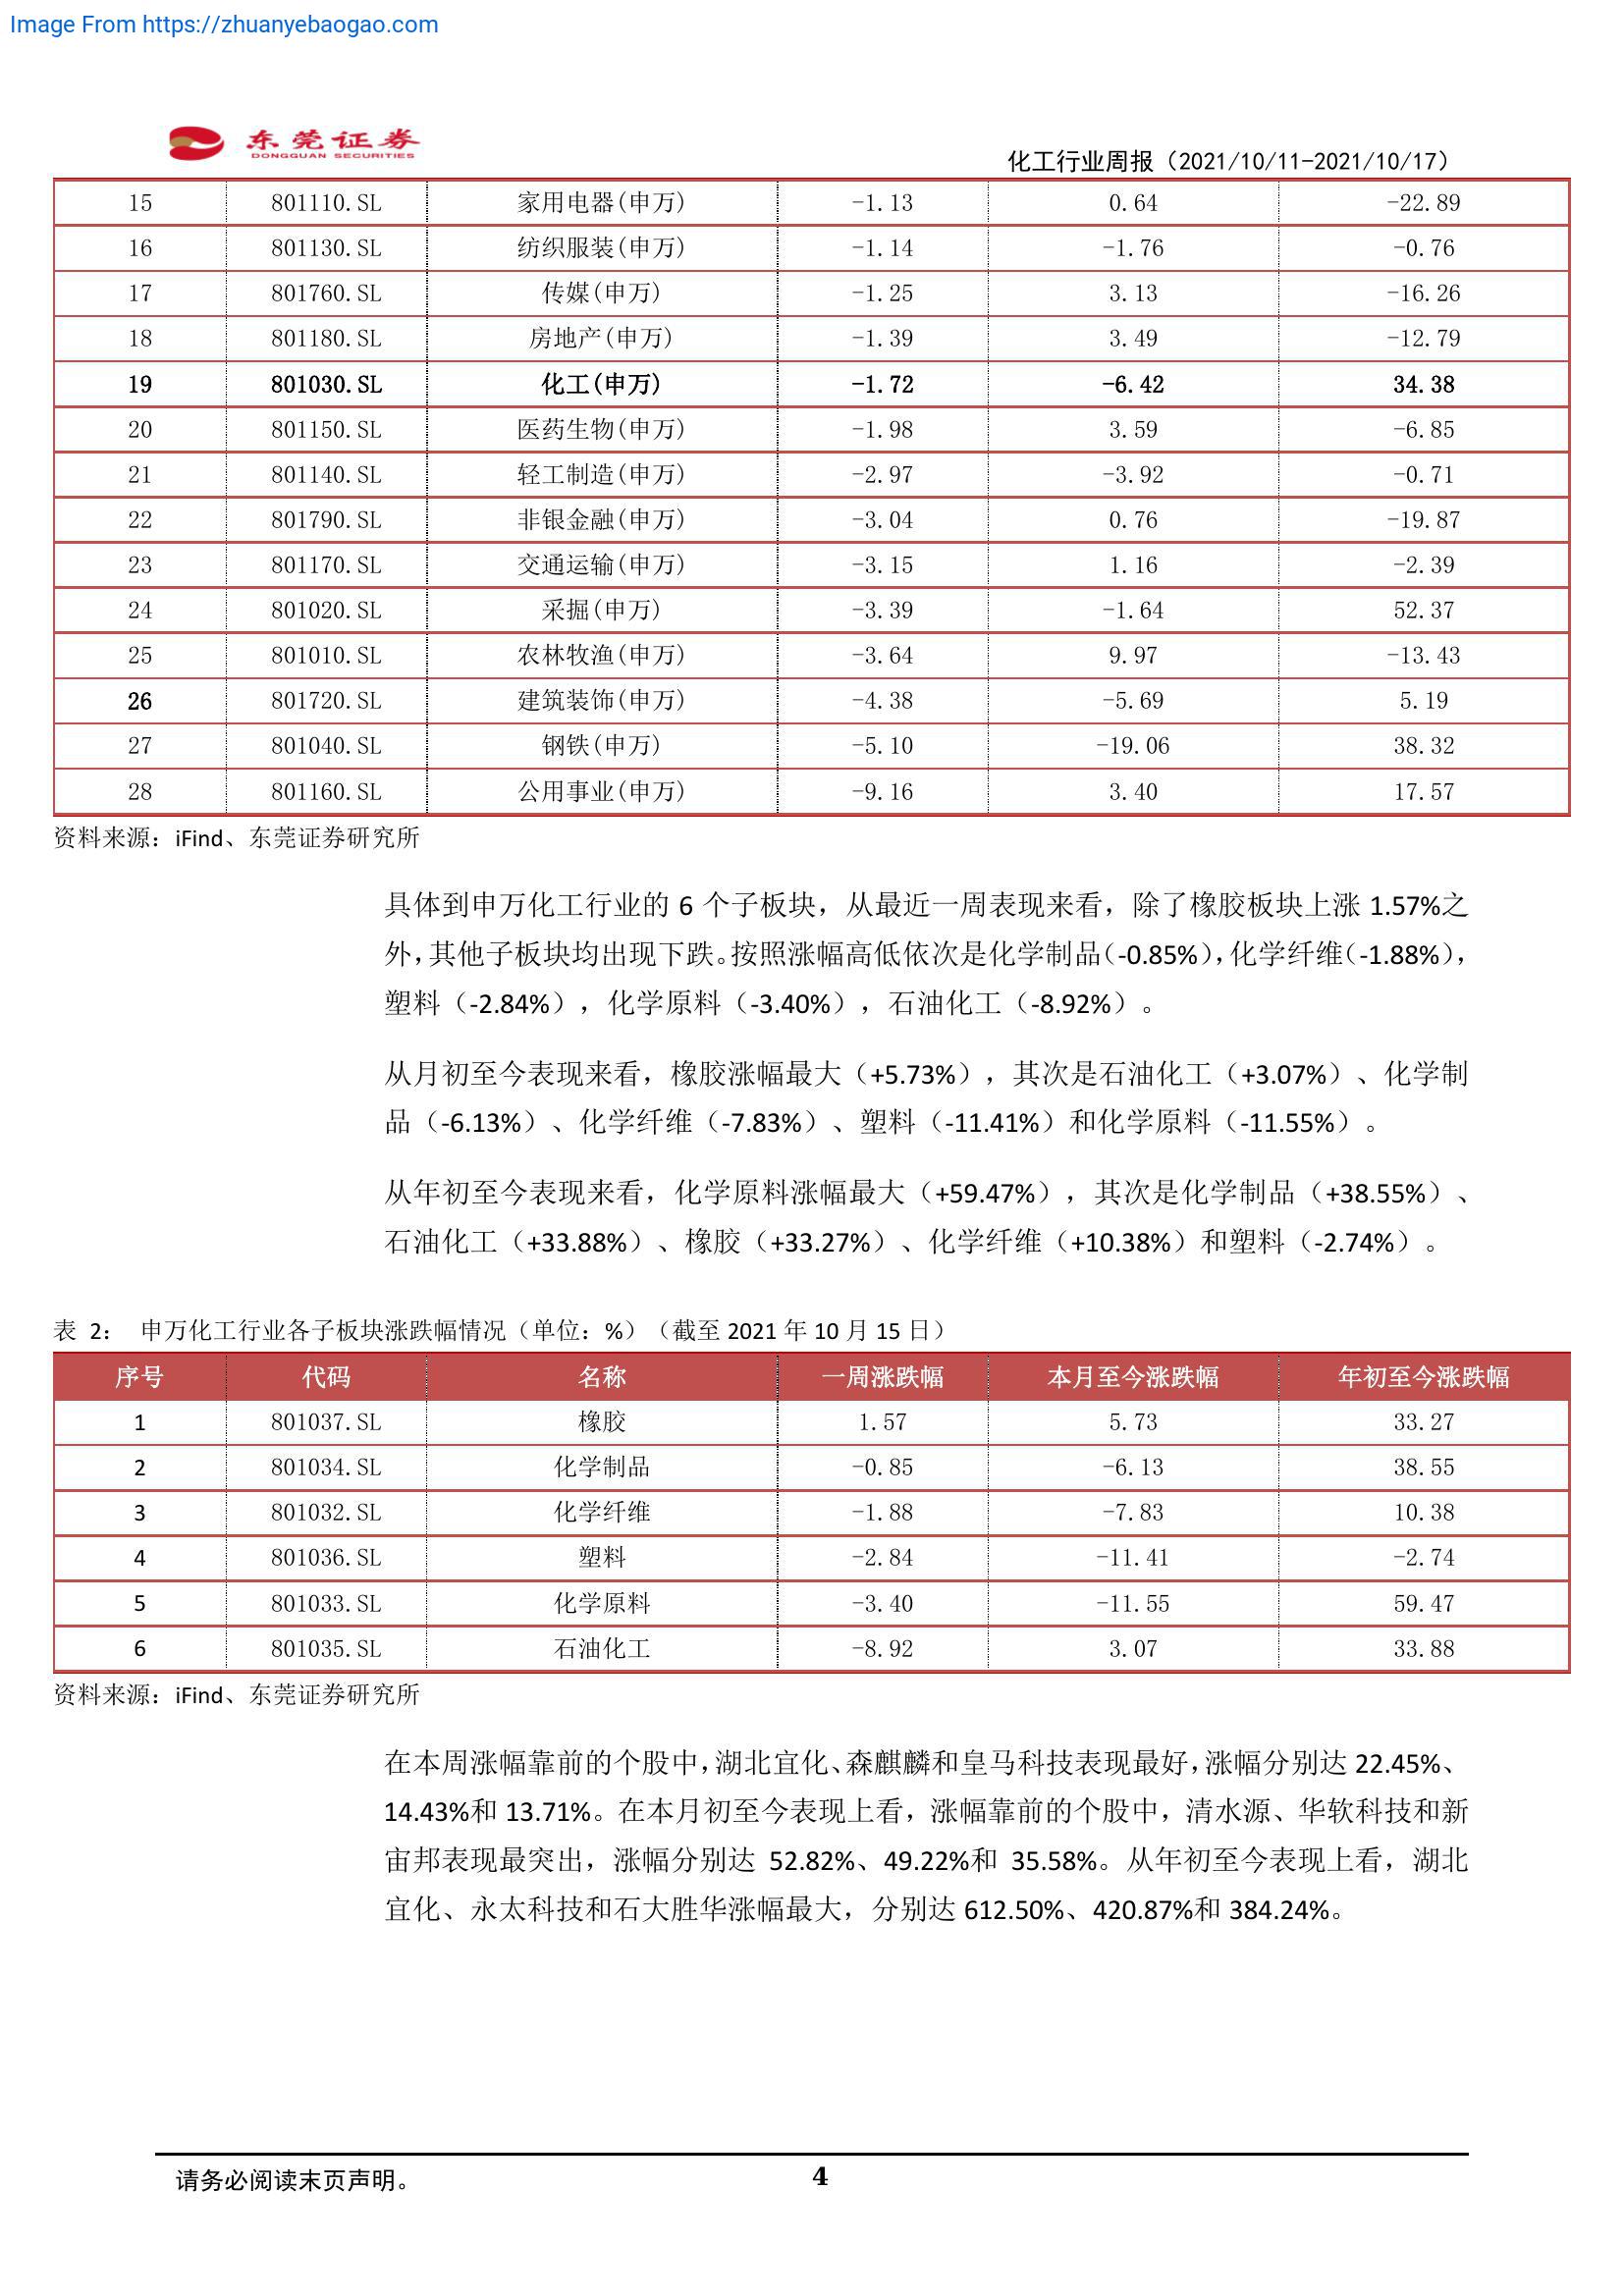 Image From https://zhuanyebaogao.com
东莞证券
DONGGUAN SECURITIES
化工行业周报（2021/10/11-2021/10/17）
15 801110.SL 家用电器(申万) -1.13 0.64 -22.89
16 801130.SL 纺织服装(申万) -1.14 -1.76 -0.76
17 801760.SL 传媒(申万) -1.25 3.13 -16.26
18 801180.SL 房地产(申万) -1.39 3.49 -12.79
19 801030.SL 化工(申万) -1.72 -6.42 34.38
20 801150.SL 医药生物(申万) -1.98 3.59 -6.85
21 801140.SL 轻工制造(申万) -2.97 -3.92 -0.71
22 801790.SL 非银金融(申万) -3.04 0.76 -19.87
23 801170.SL 交通运输(申万) -3.15 1.16 -2.39
24 801020.SL 采掘(申万) -3.39 -1.64 52.37
25 801010.SL 农林牧渔(申万) -3.64 9.97 -13.43
26 801720.SL 建筑装饰(申万) -4.38 -5.69 5.19
27 801040.SL 钢铁(申万) -5.10 -19.06 38.32
28 801160.SL 公用事业(申万) -9.16 3.40 17.57
资料来源：iFind、东莞证券研究所
具体到申万化工行业的 6 个子板块，从最近一周表现来看，除了橡胶板块上涨 1.57%之
外，其他子板块均出现下跌。按照涨幅高低依次是化学制品（-0.85%），化学纤维（-1.88%），
塑料（-2.84%），化学原料（-3.40%），石油化工（-8.92%）。
从月初至今表现来看，橡胶涨幅最大（+5.73%），其次是石油化工（+3.07%）、化学制
品（-6.13%）、化学纤维（-7.83%）、塑料（-11.41%）和化学原料（-11.55%）。
从年初至今表现来看，化学原料涨幅最大（+59.47%），其次是化学制品（+38.55%）、
石油化工（+33.88%）、橡胶（+33.27%）、化学纤维（+10.38%）和塑料（-2.74%）。
表 2： 申万化工行业各子板块涨跌幅情况（单位：%）（截至 2021 年 10 月 15 日）
序号 代码 名称 一周涨跌幅 本月至今涨跌幅 年初至今涨跌幅
1 801037.SL 橡胶 1.57 5.73 33.27
2 801034.SL 化学制品 -0.85 -6.13 38.55
3 801032.SL 化学纤维 -1.88 -7.83 10.38
4 801036.SL 塑料 -2.84 -11.41 -2.74
5 801033.SL 化学原料 -3.40 -11.55 59.47
6 801035.SL 石油化工 -8.92 3.07 33.88
资料来源：iFind、东莞证券研究所
在本周涨幅靠前的个股中，湖北宜化、森麒麟和皇马科技表现最好，涨幅分别达 22.45%、
14.43%和 13.71%。在本月初至今表现上看，涨幅靠前的个股中，清水源、华软科技和新
宙邦表现最突出，涨幅分别达 52.82%、49.22%和 35.58%。从年初至今表现上看，湖北
宜化、永太科技和石大胜华涨幅最大，分别达 612.50%、420.87%和 384.24%。
请务必阅读末页声明。
4